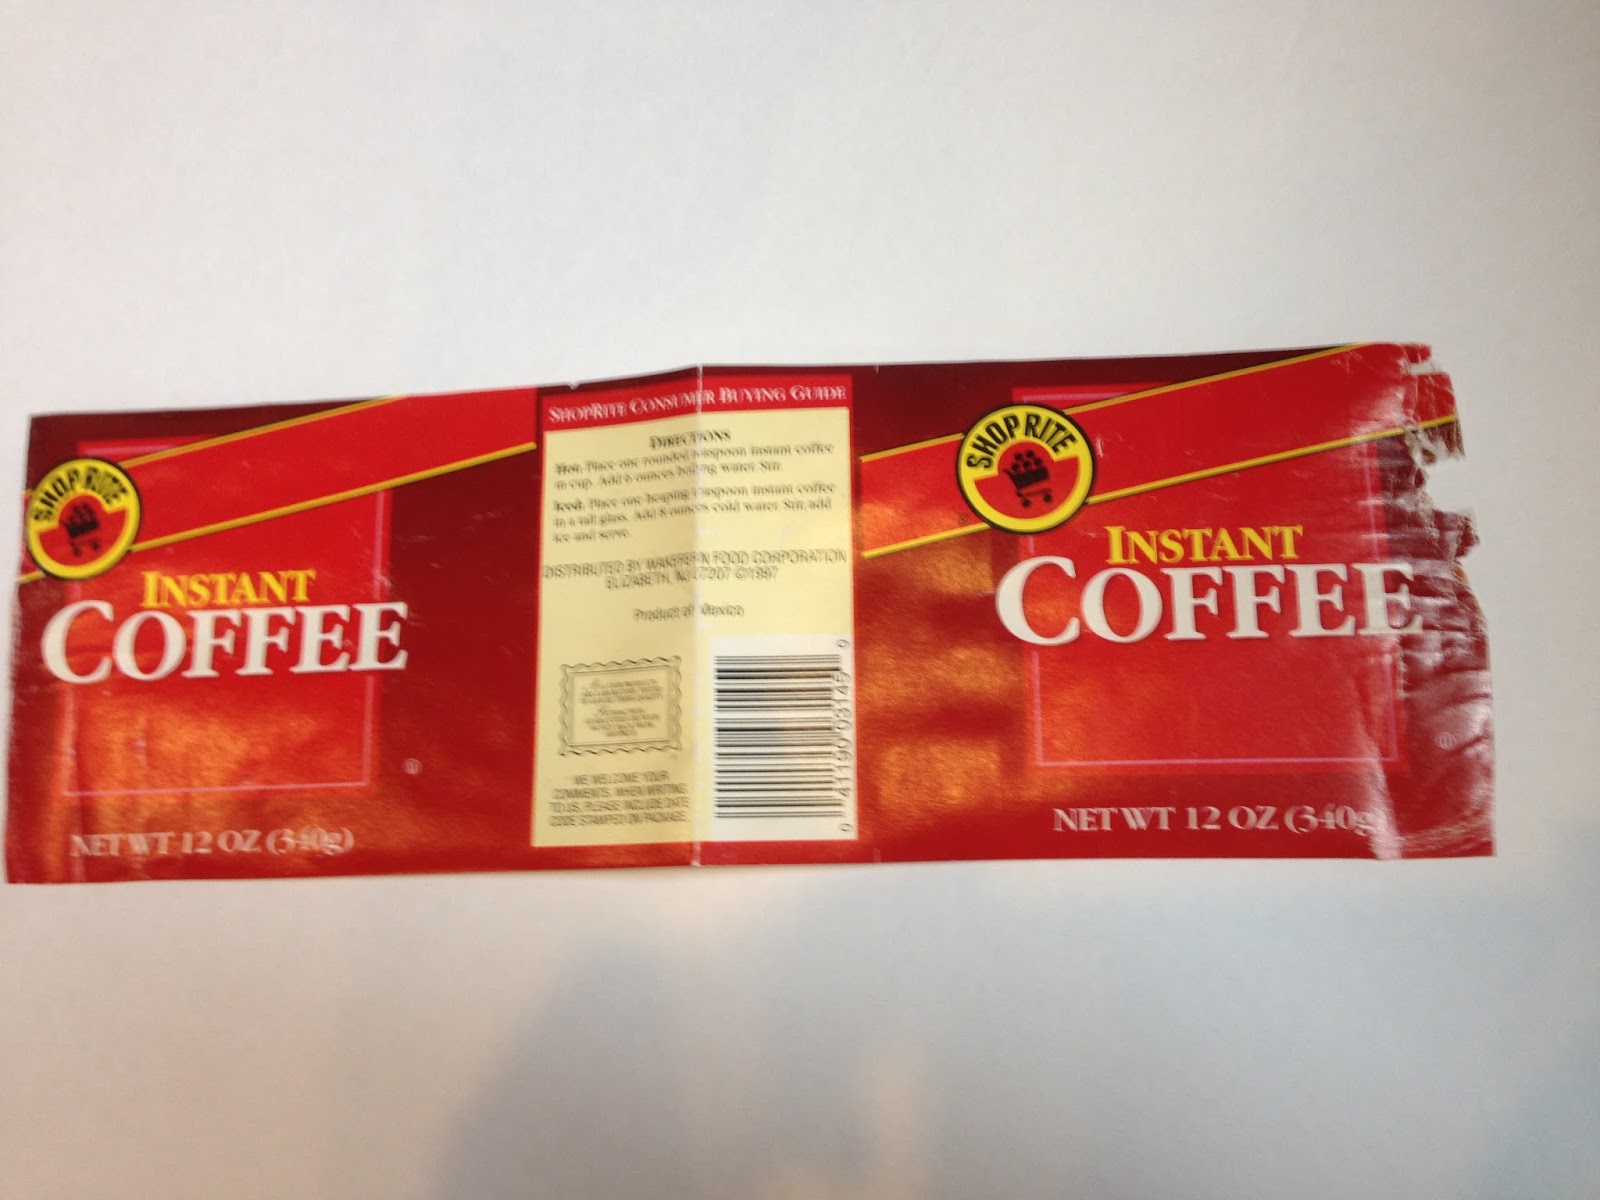 SHOP RITE
INSTANT
COFFEE
NET WT 12 OZ (340g)
SHOPRITE CONSUMER BUYING GUIDE
DIRECTIONS
Hot: Place one rounded teaspoon instant coffee
in cup. Add 6 ounces boiling water. Stir.
Iced: Place one heaping teaspoon instant coffee
in a tall glass. Add 8 ounces cold water. Stir, add
ice and serve.
DISTRIBUTED BY WAKEFERN FOOD CORPORATION
ELIZABETH, NJ 07207 ©1997
Product of Mexico
WE WELCOME YOUR
COMMENTS. WHEN WRITING
TO US PLEASE INCLUDE DATE
CODE STAMPED ON PACKAGE.
0 41190 03145 0
SHOP RITE
INSTANT
COFFEE
NET WT 12 OZ (340g)